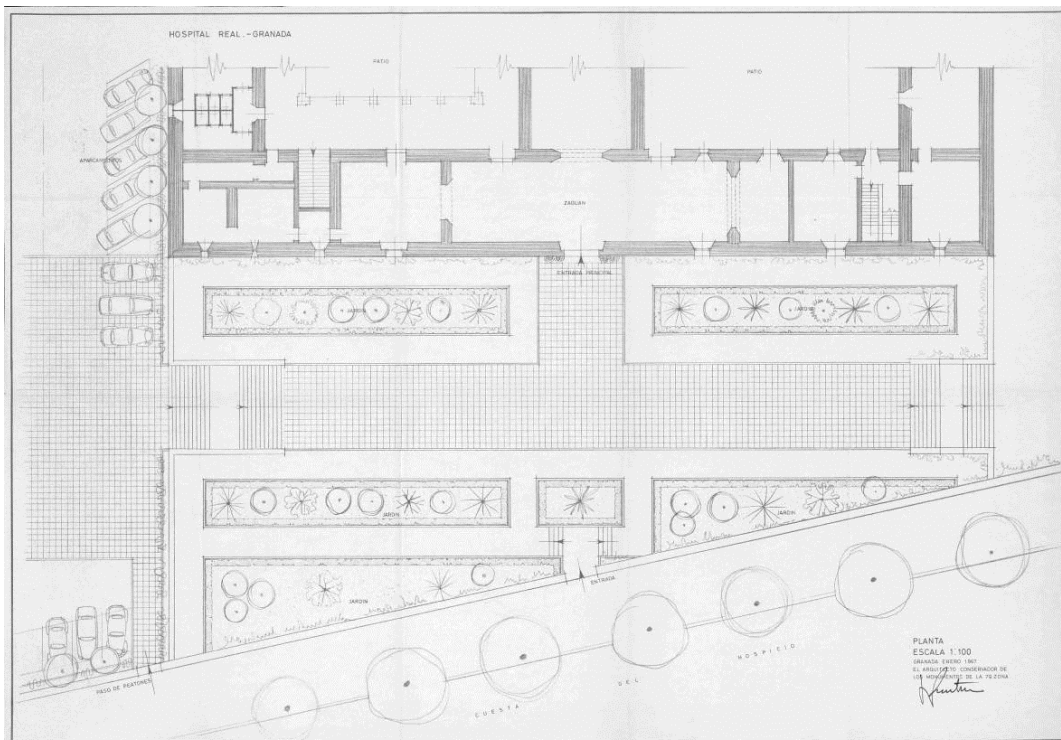 HOSPITAL REAL.-GRANADA
PATIO
PATIO
APARCAMIENTOS
ZAGUAN
ENTRADA PRINCIPAL
JARDIN
JARDIN
JARDIN
JARDIN
JARDIN
ENTRADA
PASO DE PEATONES
CUESTA DEL HOSPICIO
PLANTA
ESCALA 1:100
GRANADA ENERO 1967
EL ARQUITECTO CONSERVADOR DE
LOS MONUMENTOS DE LA 7ª ZONA